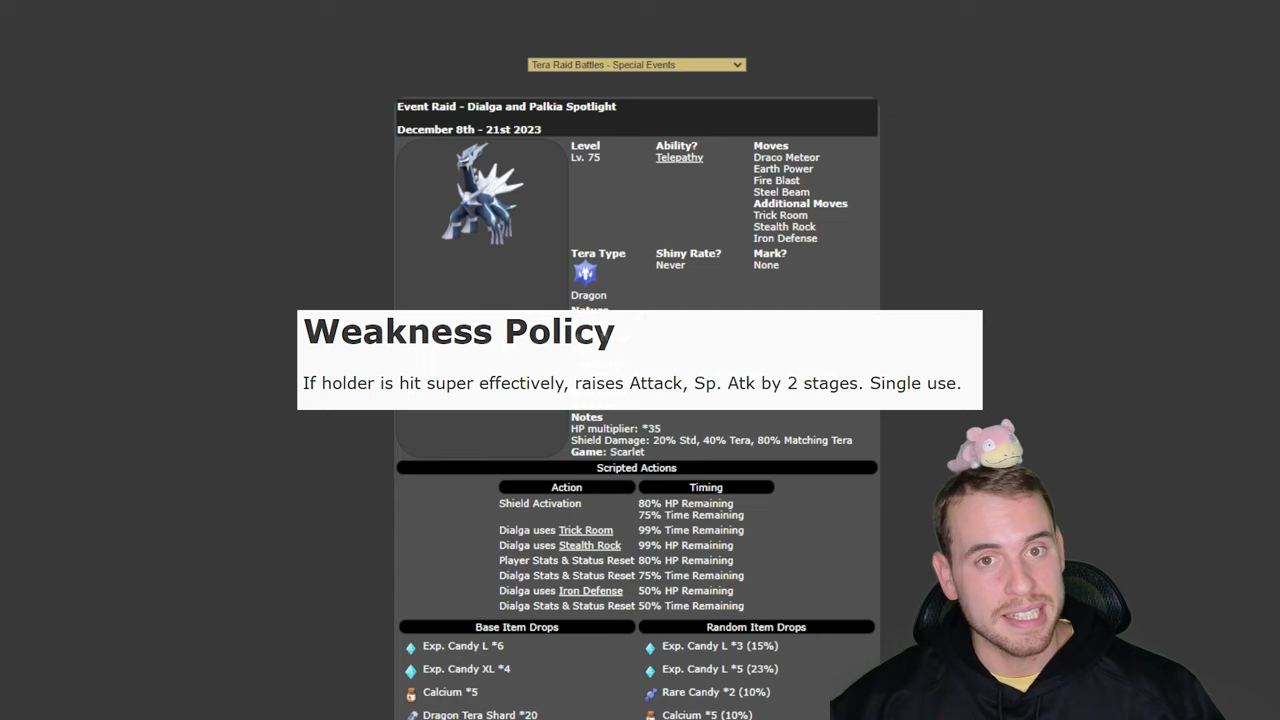 Tera Raid Battles - Special Events
Event Raid - Dialga and Palkia Spotlight
December 8th - 21st 2023
Level
Lv. 75
Ability?
Telepathy
Moves
Draco Meteor
Earth Power
Fire Blast
Steel Beam
Additional Moves
Trick Room
Stealth Rock
Iron Defense
Tera Type
Dragon
Shiny Rate?
Never
Mark?
None
Weakness Policy
If holder is hit super effectively, raises Attack, Sp. Atk by 2 stages. Single use.
Notes
HP multiplier: *35
Shield Damage: 20% Std, 40% Tera, 80% Matching Tera
Game: Scarlet
Scripted Actions
Action Timing
Shield Activation 80% HP Remaining
75% Time Remaining
Dialga uses Trick Room 99% Time Remaining
Dialga uses Stealth Rock 99% HP Remaining
Player Stats & Status Reset 80% HP Remaining
Dialga Stats & Status Reset 75% Time Remaining
Dialga uses Iron Defense 50% HP Remaining
Dialga Stats & Status Reset 50% Time Remaining
Base Item Drops
Exp. Candy L *6
Exp. Candy XL *4
Calcium *5
Dragon Tera Shard *20
Random Item Drops
Exp. Candy L *3 (15%)
Exp. Candy L *5 (23%)
Rare Candy *2 (10%)
Calcium *5 (10%)